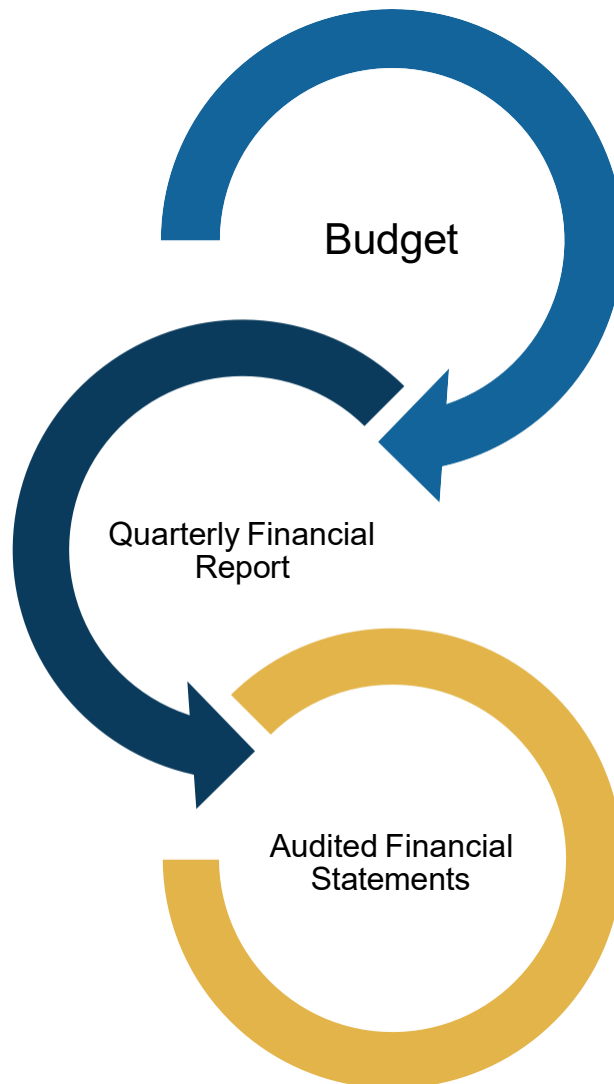 Budget
Quarterly Financial
Report
Audited Financial
Statements